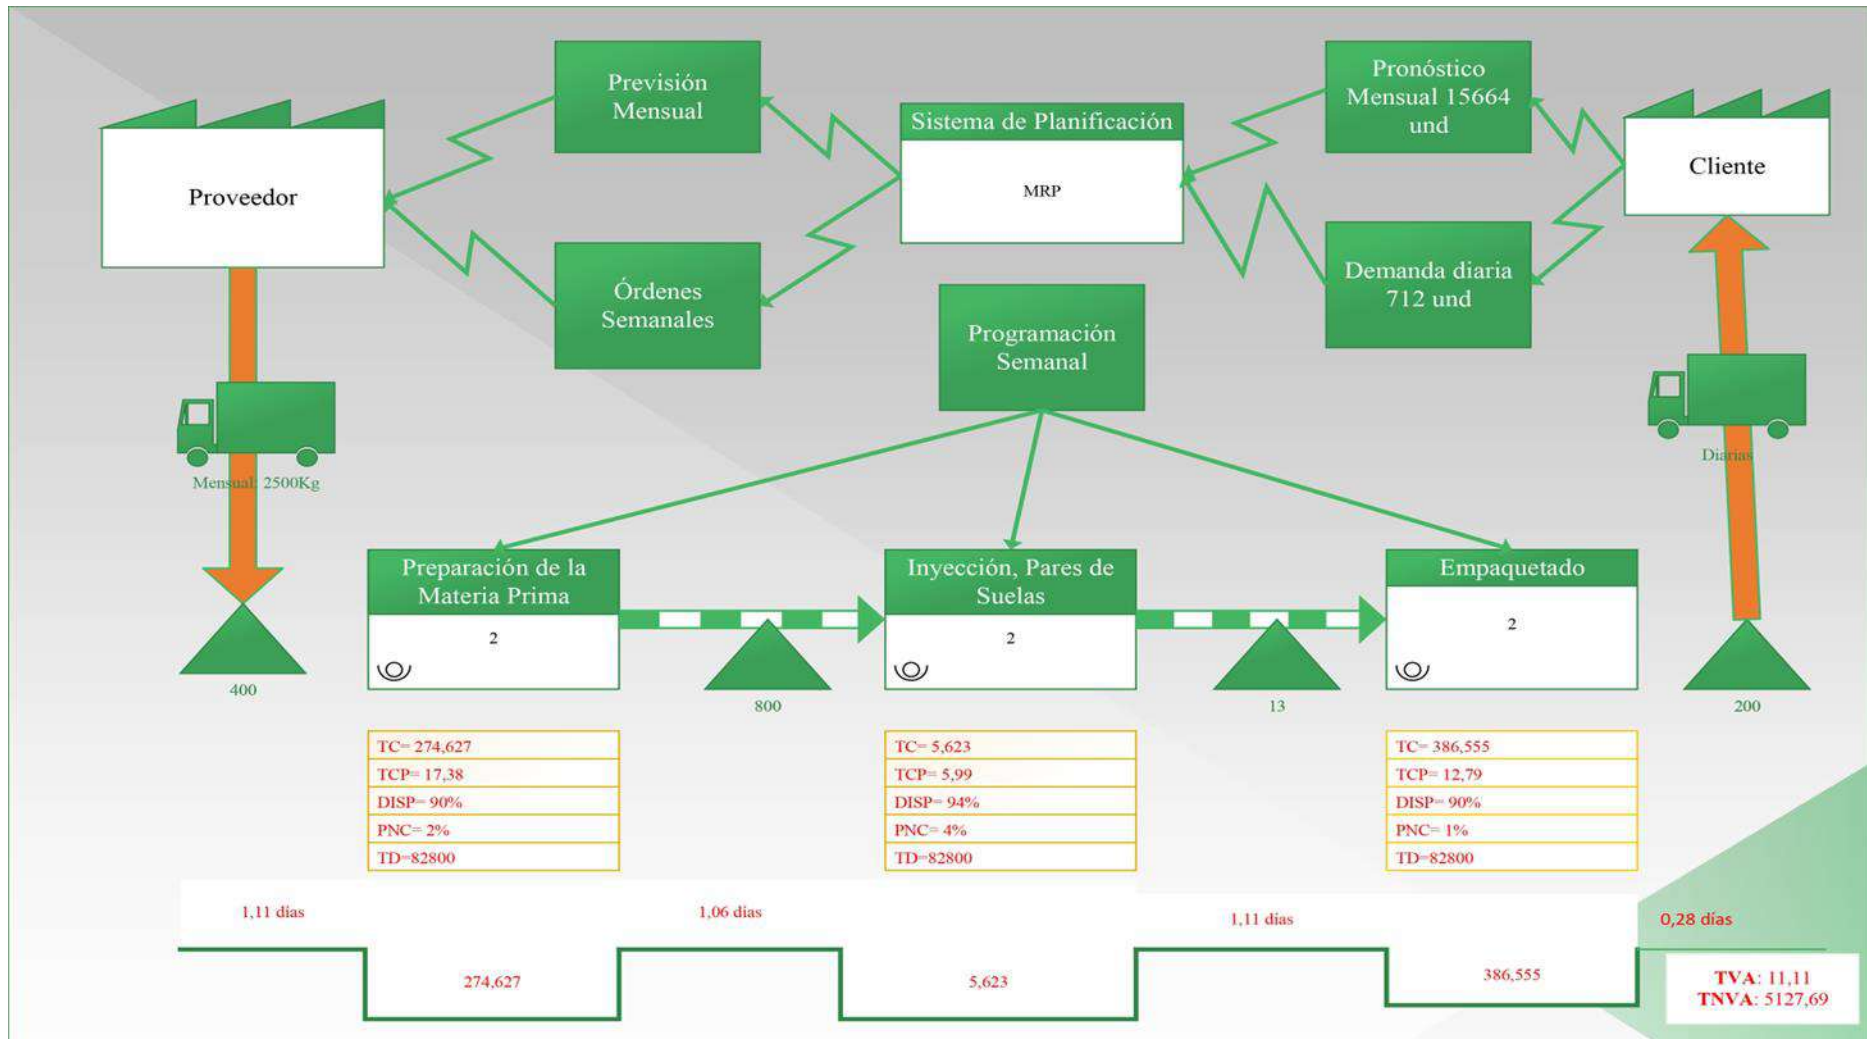 Previsión
Mensual
Pronóstico
Mensual 15664
und
Sistema de Planificación
MRP
Proveedor
Cliente
Órdenes
Semanales
Demanda diaria
712 und
Programación
Semanal
Mensual: 2500Kg
Diarias
Preparación de la
Materia Prima
2
Inyección, Pares de
Suelas
2
Empaquetado
2
400
800
13
200
TC= 274,627
TCP= 17,38
DISP= 90%
PNC= 2%
TD=82800
TC= 5,623
TCP= 5,99
DISP= 94%
PNC= 4%
TD=82800
TC= 386,555
TCP= 12,79
DISP= 90%
PNC= 1%
TD=82800
1,11 días
1,06 días
1,11 días
0,28 días
274,627
5,623
386,555
TVA: 11,11
TNVA: 5127,69